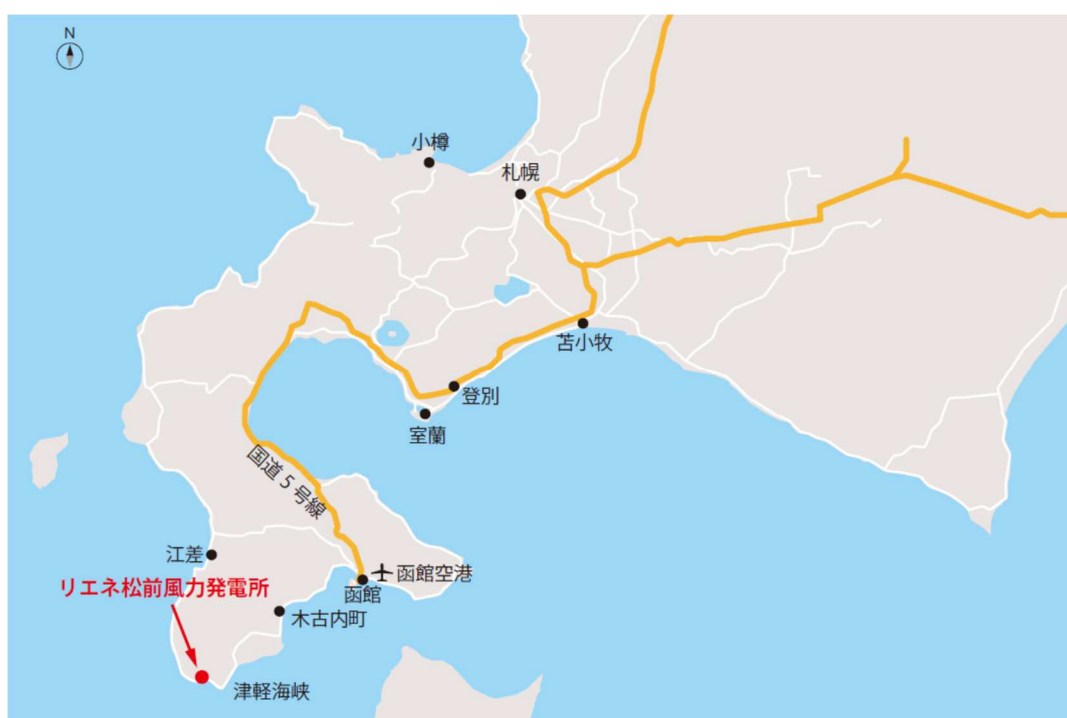 N
小樽
札幌
苫小牧
登別
室蘭
国道5号線
江差
函館空港
函館
リエネ松前風力発電所
木古内町
津軽海峡